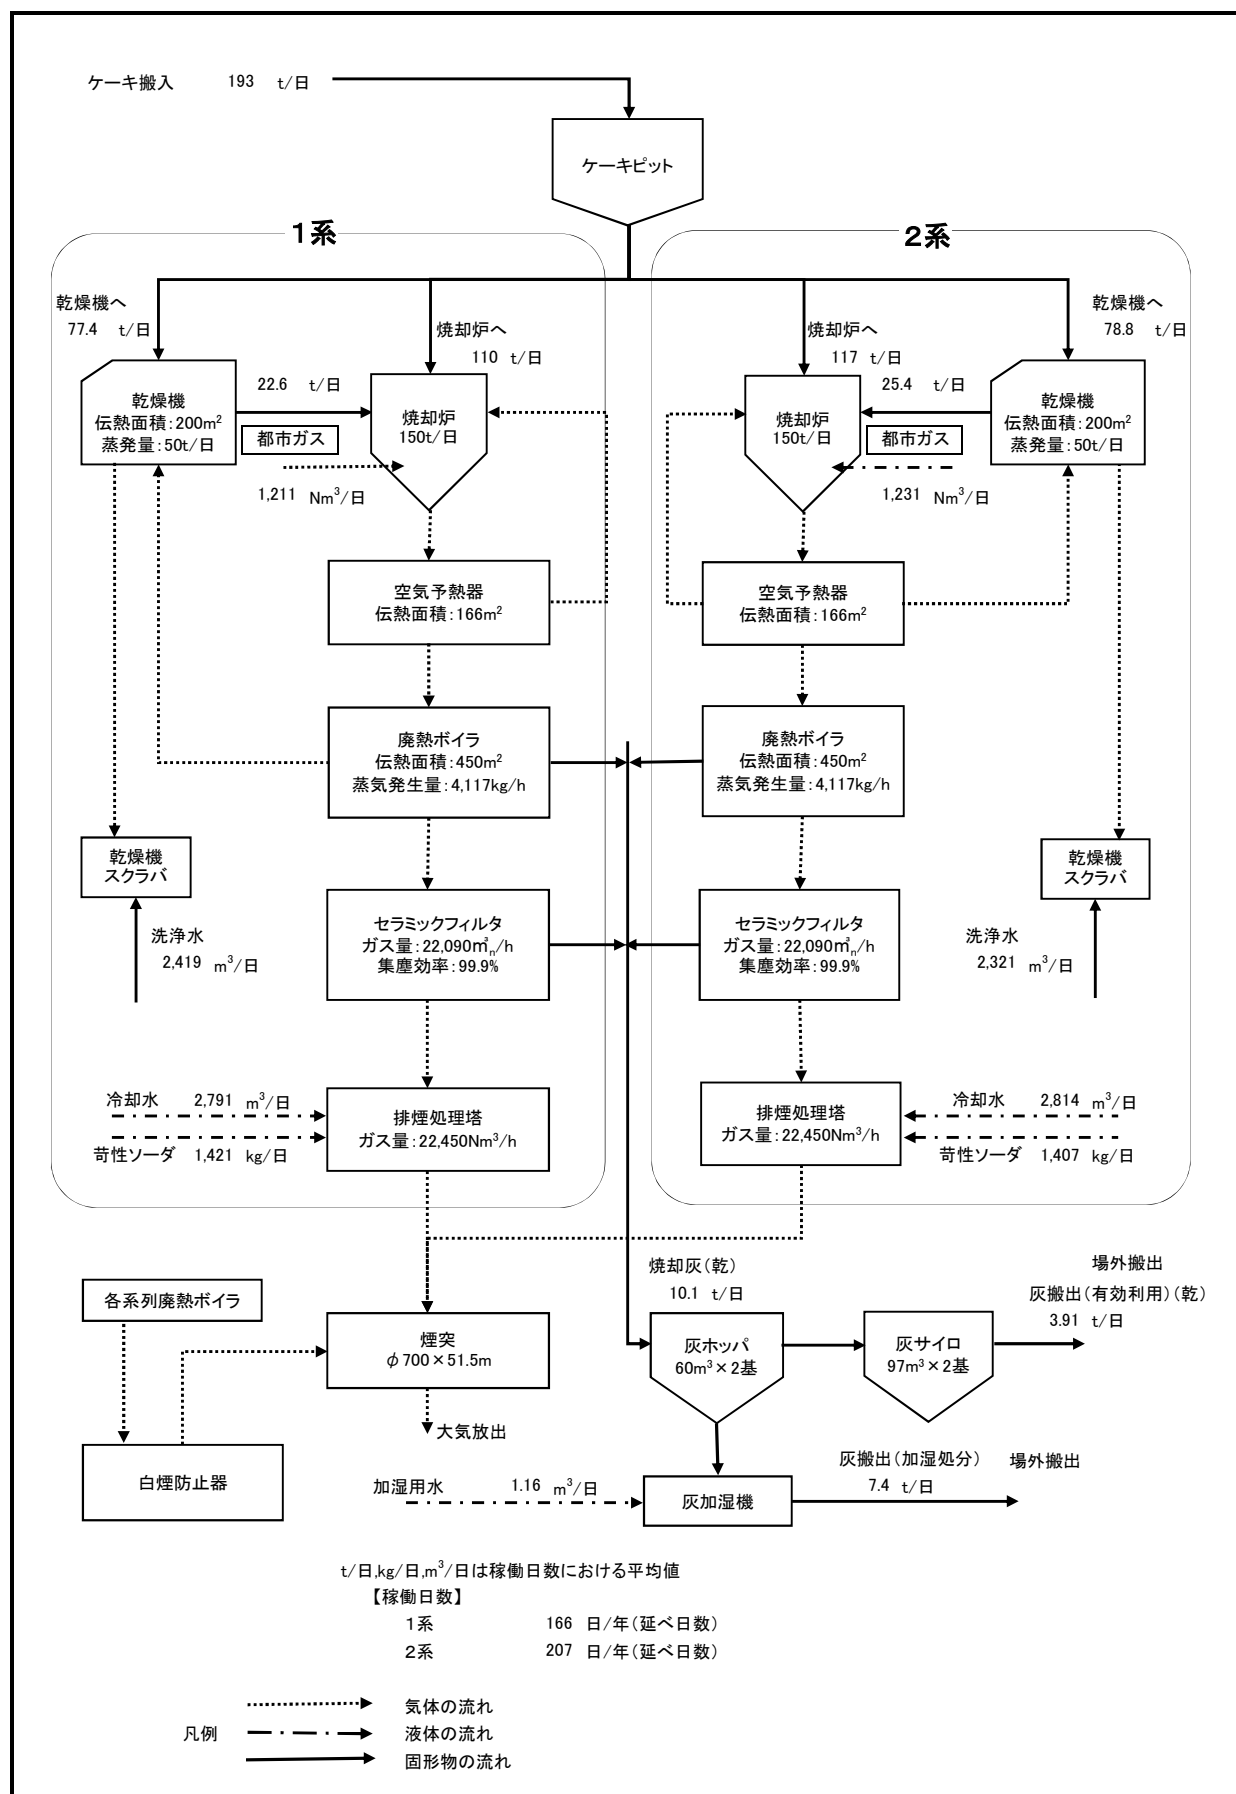 ケーキ搬入 193 t/日
ケーキピット
1系
2系
乾燥機へ
77.4 t/日
焼却炉へ
110 t/日
焼却炉へ
117 t/日
乾燥機へ
78.8 t/日
乾燥機
伝熱面積:200m²
蒸発量:50t/日
22.6 t/日
都市ガス
1,211 Nm³/日
焼却炉
150t/日
焼却炉
150t/日
25.4 t/日
都市ガス
1,231 Nm³/日
乾燥機
伝熱面積:200m²
蒸発量:50t/日
空気予熱器
伝熱面積:166m²
空気予熱器
伝熱面積:166m²
廃熱ボイラ
伝熱面積:450m²
蒸気発生量:4,117kg/h
廃熱ボイラ
伝熱面積:450m²
蒸気発生量:4,117kg/h
乾燥機
スクラバ
乾燥機
スクラバ
洗浄水
2,419 m³/日
セラミックフィルタ
ガス量:22,090㎥n/h
集塵効率:99.9%
セラミックフィルタ
ガス量:22,090㎥n/h
集塵効率:99.9%
洗浄水
2,321 m³/日
冷却水 2,791 m³/日
苛性ソーダ 1,421 kg/日
排煙処理塔
ガス量:22,450Nm³/h
排煙処理塔
ガス量:22,450Nm³/h
冷却水 2,814 m³/日
苛性ソーダ 1,407 kg/日
各系列廃熱ボイラ
煙突
φ700×51.5m
大気放出
白煙防止器
焼却灰(乾)
10.1 t/日
灰ホッパ
60m³×2基
灰サイロ
97m³×2基
場外搬出
灰搬出(有効利用)(乾)
3.91 t/日
加湿用水 1.16 m³/日
灰加湿機
灰搬出(加湿処分) 場外搬出
7.4 t/日
t/日,kg/日,m³/日は稼働日数における平均値
【稼働日数】
1系 166 日/年(延べ日数)
2系 207 日/年(延べ日数)
凡例
気体の流れ
液体の流れ
固形物の流れ